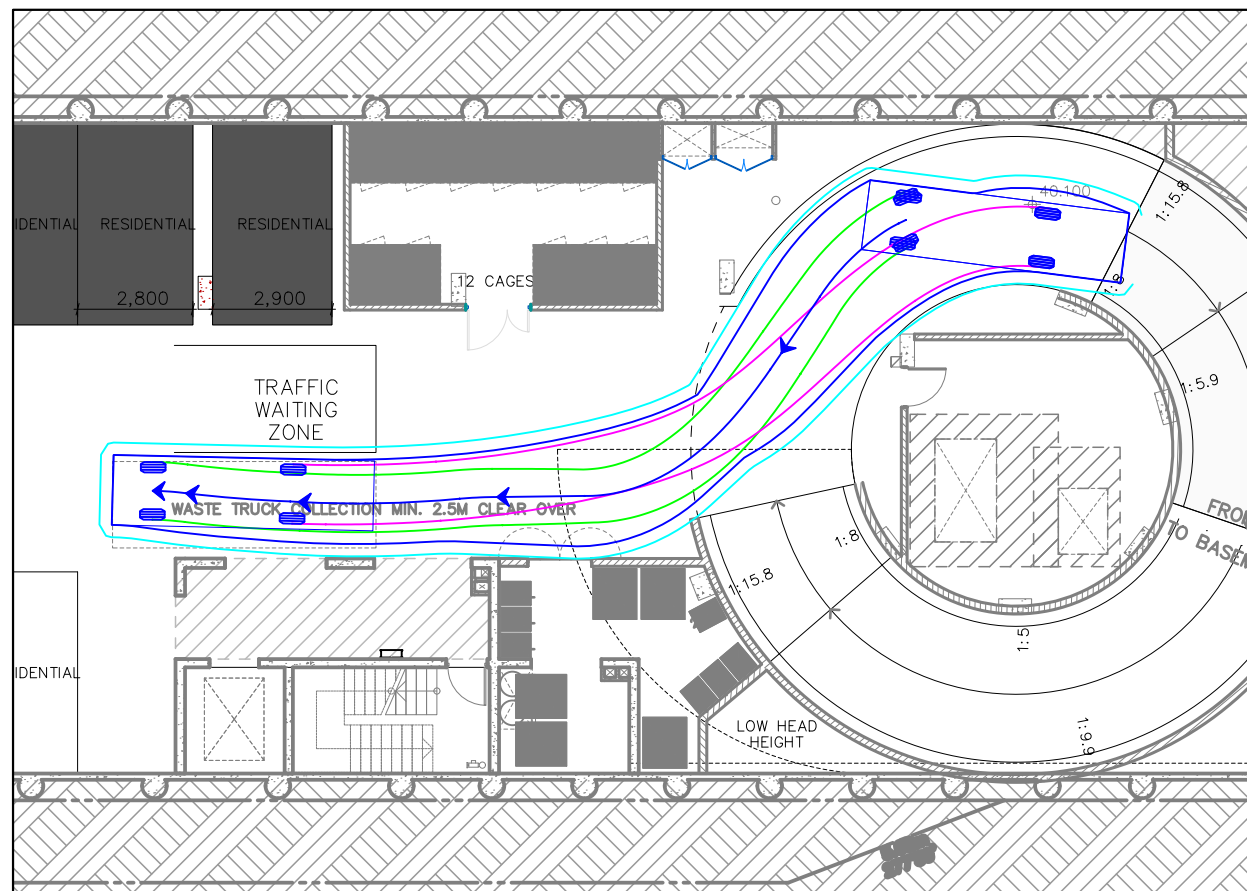 40.100
1:15.8
IDENTIAL
RESIDENTIAL
RESIDENTIAL
12 CAGES
1:8
2,800
2,900
1:5.9
TRAFFIC
WAITING
ZONE
WASTE TRUCK COLLECTION MIN. 2.5M CLEAR OVER
FROM
TO BASEM
1:8
1:15.8
1:5
IDENTIAL
LOW HEAD
HEIGHT
1:9.9